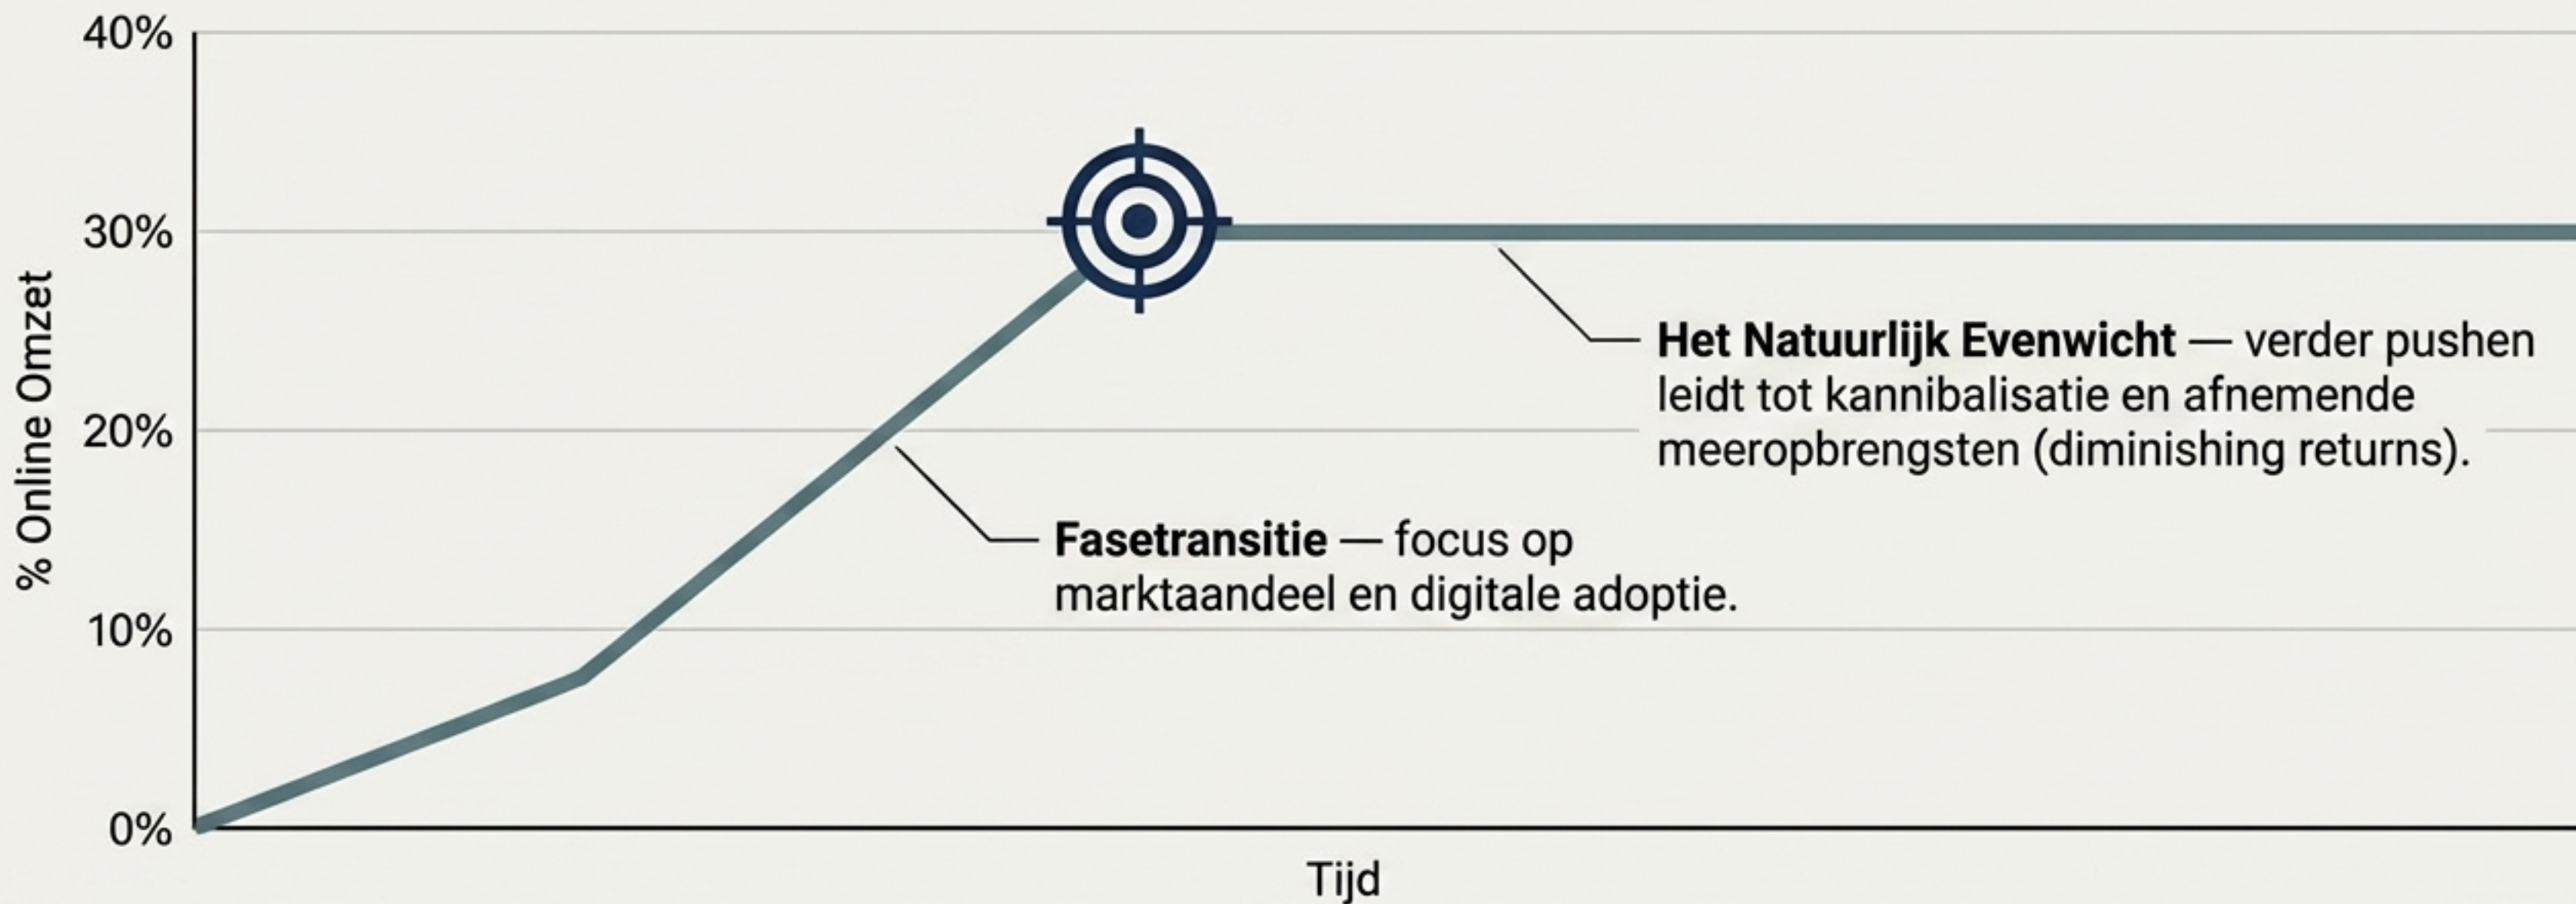 40%
30%
20%
10%
0%
% Online Omzet
Het Natuurlijk Evenwicht — verder pushen
leidt tot kannibalisatie en afnemende
meeropbrengsten (diminishing returns).
Fasetransitie — focus op
marktaandeel en digitale adoptie.
Tijd